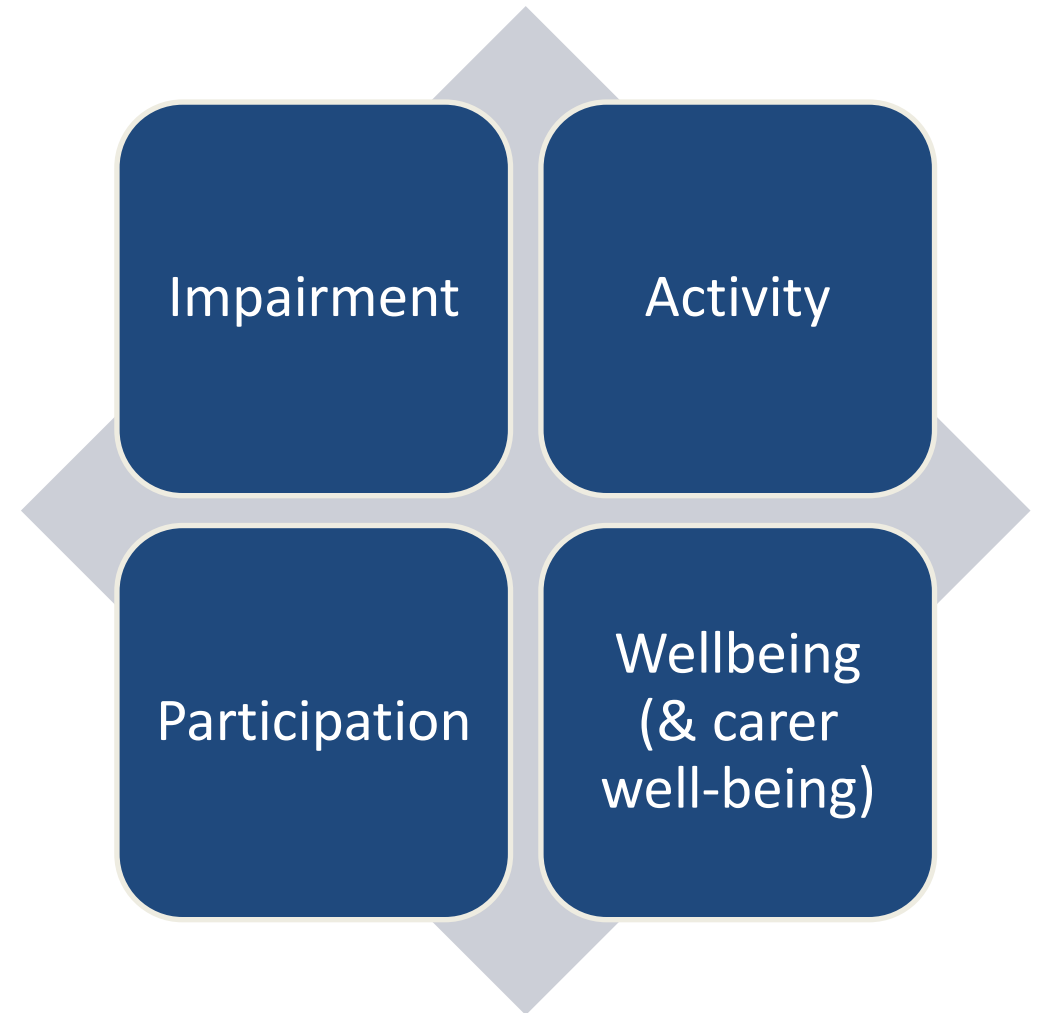 Impairment
Activity
Participation
Wellbeing
(& carer
well-being)